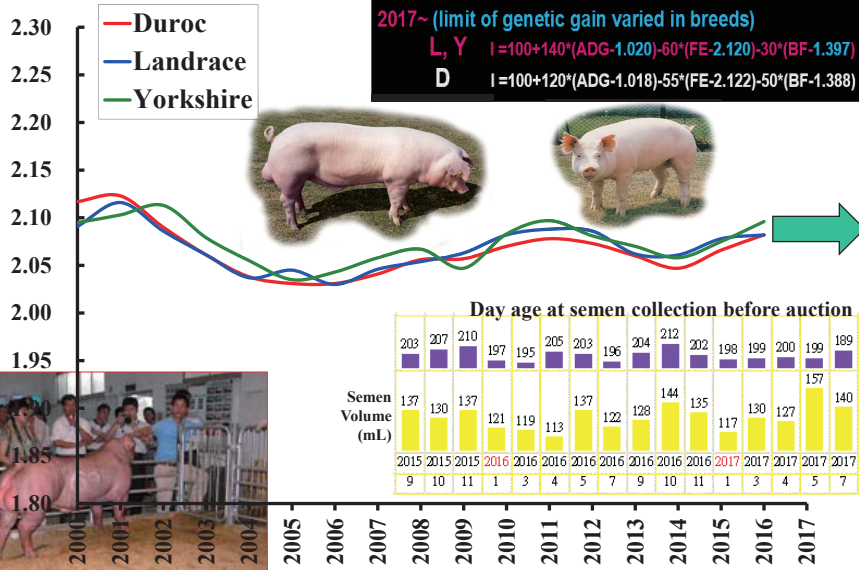 2.30
2.25
2.20
2.15
2.10
2.05
2.00
1.95
1.90
1.85
1.80
Duroc
Landrace
Yorkshire
2017~ (limit of genetic gain varied in breeds)
L, Y I =100+140*(ADG-1.020)-60*(FE-2.120)-30*(BF-1.397)
D I=100+120*(ADG-1.018)-55*(FE-2.122)-50*(BF-1.388)
Day age at semen collection before auction
203 207 210 197 195 205 203 196 204 212 202 198 199 200 199 189
Semen
Volume
(mL)
137 130 137 121 119 113 137 122 128 144 135 117 130 127 157 140
2015 2015 2015 2016 2016 2016 2016 2016 2016 2016 2016 2017 2017 2017 2017 2017
9 10 11 1 3 4 5 7 9 10 11 1 3 4 5 7
2000 2001 2002 2003 2004 2005 2006 2007 2008 2009 2010 2011 2012 2013 2014 2015 2016 2017